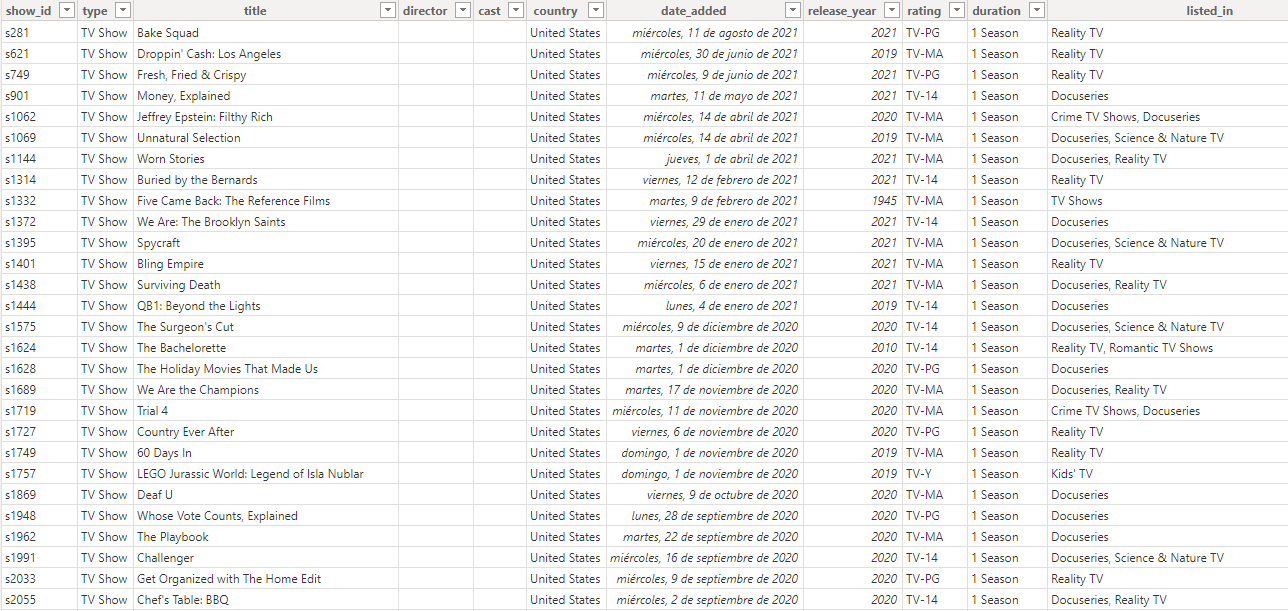 show_id type title director cast country date_added release_year rating duration listed_in
s281 TV Show Bake Squad United States miércoles, 11 de agosto de 2021 2021 TV-PG 1 Season Reality TV
s621 TV Show Droppin' Cash: Los Angeles United States miércoles, 30 de junio de 2021 2019 TV-MA 1 Season Reality TV
s749 TV Show Fresh, Fried & Crispy United States miércoles, 9 de junio de 2021 2021 TV-PG 1 Season Reality TV
s901 TV Show Money, Explained United States martes, 11 de mayo de 2021 2021 TV-14 1 Season Docuseries
s1062 TV Show Jeffrey Epstein: Filthy Rich United States miércoles, 14 de abril de 2021 2020 TV-MA 1 Season Crime TV Shows, Docuseries
s1069 TV Show Unnatural Selection United States miércoles, 14 de abril de 2021 2019 TV-MA 1 Season Docuseries, Science & Nature TV
s1144 TV Show Worn Stories United States jueves, 1 de abril de 2021 2021 TV-MA 1 Season Docuseries, Reality TV
s1314 TV Show Buried by the Bernards United States viernes, 12 de febrero de 2021 2021 TV-14 1 Season Reality TV
s1332 TV Show Five Came Back: The Reference Films United States martes, 9 de febrero de 2021 1945 TV-MA 1 Season TV Shows
s1372 TV Show We Are: The Brooklyn Saints United States viernes, 29 de enero de 2021 2021 TV-14 1 Season Docuseries
s1395 TV Show Spycraft United States miércoles, 20 de enero de 2021 2021 TV-MA 1 Season Docuseries, Science & Nature TV
s1401 TV Show Bling Empire United States viernes, 15 de enero de 2021 2021 TV-MA 1 Season Reality TV
s1438 TV Show Surviving Death United States miércoles, 6 de enero de 2021 2021 TV-MA 1 Season Docuseries, Reality TV
s1444 TV Show QB1: Beyond the Lights United States lunes, 4 de enero de 2021 2019 TV-14 1 Season Docuseries
s1575 TV Show The Surgeon's Cut United States miércoles, 9 de diciembre de 2020 2020 TV-14 1 Season Docuseries, Science & Nature TV
s1624 TV Show The Bachelorette United States martes, 1 de diciembre de 2020 2010 TV-14 1 Season Reality TV, Romantic TV Shows
s1628 TV Show The Holiday Movies That Made Us United States martes, 1 de diciembre de 2020 2020 TV-PG 1 Season Docuseries
s1689 TV Show We Are the Champions United States martes, 17 de noviembre de 2020 2020 TV-MA 1 Season Docuseries, Reality TV
s1719 TV Show Trial 4 United States miércoles, 11 de noviembre de 2020 2020 TV-MA 1 Season Crime TV Shows, Docuseries
s1727 TV Show Country Ever After United States viernes, 6 de noviembre de 2020 2020 TV-PG 1 Season Reality TV
s1749 TV Show 60 Days In United States domingo, 1 de noviembre de 2020 2019 TV-MA 1 Season Reality TV
s1757 TV Show LEGO Jurassic World: Legend of Isla Nublar United States domingo, 1 de noviembre de 2020 2019 TV-Y 1 Season Kids' TV
s1869 TV Show Deaf U United States viernes, 9 de octubre de 2020 2020 TV-MA 1 Season Docuseries
s1948 TV Show Whose Vote Counts, Explained United States lunes, 28 de septiembre de 2020 2020 TV-PG 1 Season Docuseries
s1962 TV Show The Playbook United States martes, 22 de septiembre de 2020 2020 TV-MA 1 Season Docuseries
s1991 TV Show Challenger United States miércoles, 16 de septiembre de 2020 2020 TV-14 1 Season Docuseries, Science & Nature TV
s2033 TV Show Get Organized with The Home Edit United States miércoles, 9 de septiembre de 2020 2020 TV-PG 1 Season Reality TV
s2055 TV Show Chef's Table: BBQ United States miércoles, 2 de septiembre de 2020 2020 TV-14 1 Season Docuseries, Reality TV